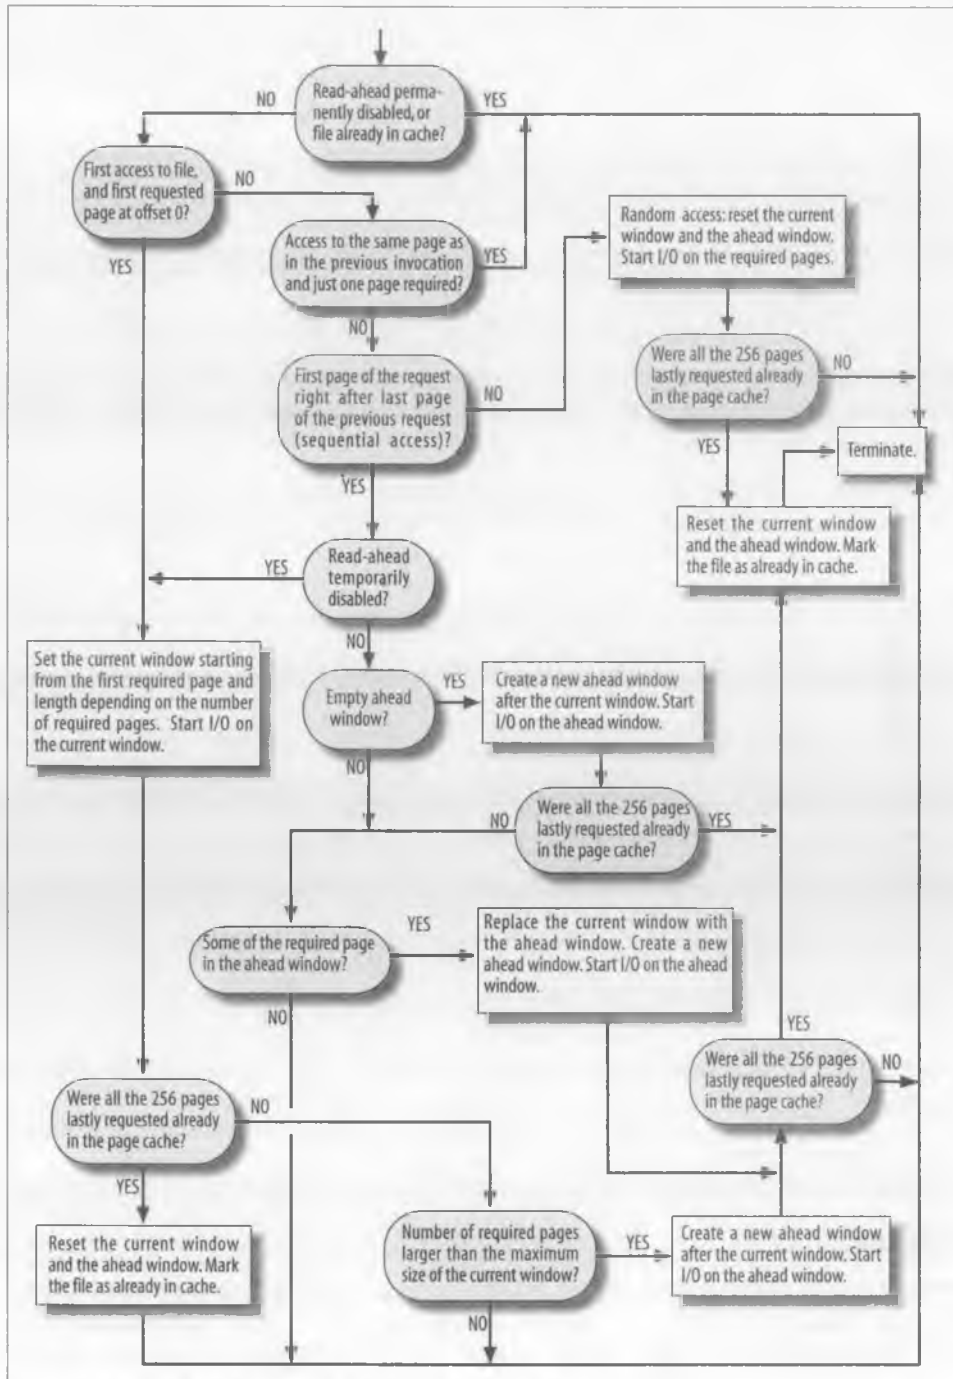 Read-ahead perma-
nently disabled, or
file already in cache?
NO
YES
First access to file,
and first requested
page at offset 0?
NO
YES
Access to the same page as
in the previous invocation
and just one page required?
YES
NO
Random access: reset the current
window and the ahead window.
Start I/O on the required pages.
First page of the request
right after last page
of the previous request
(sequential access)?
NO
YES
Were all the 256 pages
lastly requested already
in the page cache?
NO
YES
Terminate.
Reset the current window
and the ahead window. Mark
the file as already in cache.
Read-ahead
temporarily
disabled?
YES
NO
Set the current window starting
from the first required page and
length depending on the number
of required pages. Start I/O on
the current window.
Empty ahead
window?
YES
NO
Create a new ahead window
after the current window. Start
I/O on the ahead window.
Were all the 256 pages
lastly requested already
in the page cache?
NO
YES
Some of the required page
in the ahead window?
YES
NO
Replace the current window with
the ahead window. Create a new
ahead window. Start I/O on the ahead
window.
YES
Were all the 256 pages
lastly requested already
in the page cache?
NO
Were all the 256 pages
lastly requested already
in the page cache?
NO
YES
Reset the current window
and the ahead window. Mark
the file as already in cache.
Number of required pages
larger than the maximum
size of the current window?
YES
NO
Create a new ahead window
after the current window. Start
I/O on the ahead window.